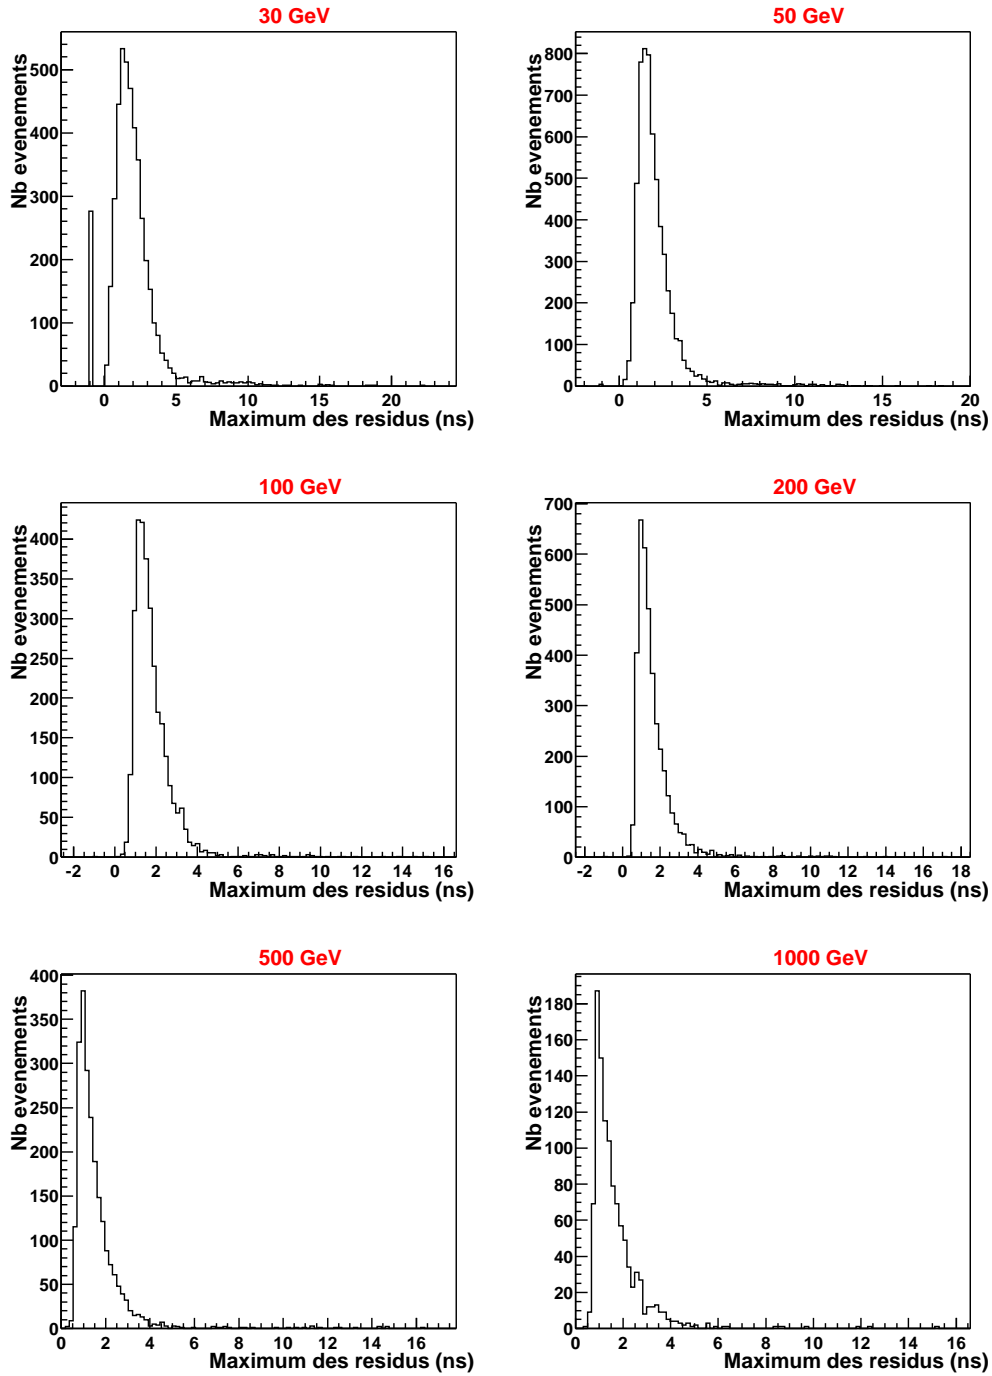 30 GeV
Nb evenements
500
400
300
200
100
0
0 5 10 15 20
Maximum des residus (ns)
50 GeV
Nb evenements
800
700
600
500
400
300
200
100
0
0 5 10 15 20
Maximum des residus (ns)
100 GeV
Nb evenements
400
350
300
250
200
150
100
50
0
-2 0 2 4 6 8 10 12 14 16
Maximum des residus (ns)
200 GeV
Nb evenements
700
600
500
400
300
200
100
0
-2 0 2 4 6 8 10 12 14 16 18
Maximum des residus (ns)
500 GeV
Nb evenements
400
350
300
250
200
150
100
50
0
0 2 4 6 8 10 12 14 16
Maximum des residus (ns)
1000 GeV
Nb evenements
180
160
140
120
100
80
60
40
20
0
0 2 4 6 8 10 12 14 16
Maximum des residus (ns)